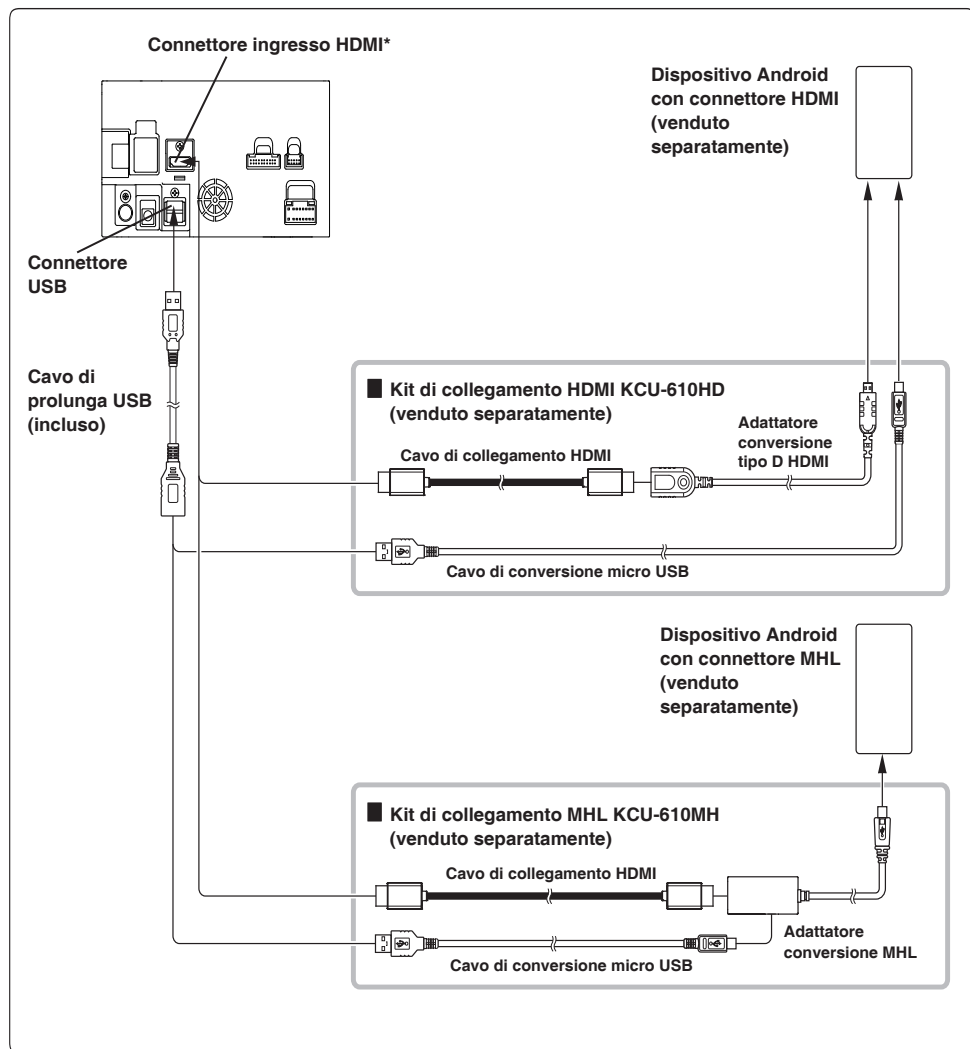 Connettore ingresso HDMI*
Dispositivo Android
con connettore HDMI
(venduto
separatamente)
Connettore
USB
Cavo di
prolunga USB
(incluso)
Kit di collegamento HDMI KCU-610HD
(venduto separatamente)
Adattatore
conversione
tipo D HDMI
Cavo di collegamento HDMI
Cavo di conversione micro USB
Dispositivo Android
con connettore MHL
(venduto
separatamente)
Kit di collegamento MHL KCU-610MH
(venduto separatamente)
Cavo di collegamento HDMI
Adattatore
conversione MHL
Cavo di conversione micro USB